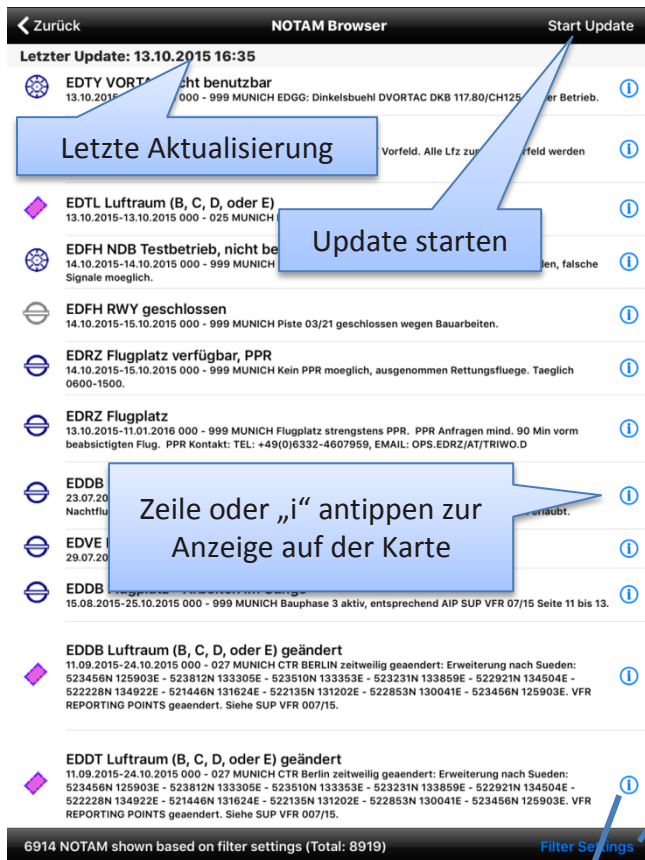 Zurück NOTAM Browser Start Update
Letzter Update: 13.10.2015 16:35
EDTY VORTA cht benutzbar
13.10.201 000 - 999 MUNICH EDGG: Dinkelsbuehl DVORTAC DKB 117.80/CH125 er Betrieb.
Letzte Aktualisierung
Vorfeld. Alle Lfz zu rfeld werden
EDTL Luftraum (B, C, D, oder E)
13.10.2015-13.10.2015 000 - 025 MUNICH
Update starten
EDFH NDB Testbetrieb, nicht be
14.10.2015-14.10.2015 000 - 999 MUNICH len, falsche
Signale moeglich.
EDFH RWY geschlossen
14.10.2015-15.10.2015 000 - 999 MUNICH Piste 03/21 geschlossen wegen Bauarbeiten.
EDRZ Flugplatz verfügbar, PPR
14.10.2015-15.10.2015 000 - 999 MUNICH Kein PPR moeglich, ausgenommen Rettungsfluege. Taeglich
0600-1500.
EDRZ Flugplatz
13.10.2015-11.01.2016 000 - 999 MUNICH Flugplatz strengstens PPR. PPR Anfragen mind. 90 Min vorm
beabsictigten Flug. PPR Kontakt: TEL: +49(0)6332-4607959, EMAIL: OPS.EDRZ/AT/TRIWO.D
EDDB
23.07.20
Nachtflu erlaubt.
Zeile oder „i“ antippen zur
Anzeige auf der Karte
EDVE
29.07.20
EDDB
15.08.2015-25.10.2015 000 - 999 MUNICH Bauphase 3 aktiv, entsprechend AIP SUP VFR 07/15 Seite 11 bis 13.
EDDB Luftraum (B, C, D, oder E) geändert
11.09.2015-24.10.2015 000 - 027 MUNICH CTR BERLIN zeitweilig geaendert: Erweiterung nach Sueden:
523456N 125903E - 523812N 133305E - 523510N 133353E - 523231N 133859E - 522921N 134504E -
522228N 134922E - 521446N 131624E - 522135N 131202E - 522853N 130041E - 523456N 125903E. VFR
REPORTING POINTS geaendert. Siehe SUP VFR 007/15.
EDDT Luftraum (B, C, D, oder E) geändert
11.09.2015-24.10.2015 000 - 027 MUNICH CTR Berlin zeitweilig geaendert: Erweiterung nach Sueden:
523456N 125903E - 523812N 133305E - 523510N 133353E - 523231N 133859E - 522921N 134504E -
522228N 134922E - 521446N 131624E - 522135N 131202E - 522853N 130041E - 523456N 125903E. VFR
REPORTING POINTS geaendert. Siehe SUP VFR 007/15.
6914 NOTAM shown based on filter settings (Total: 8919) Filter Settings